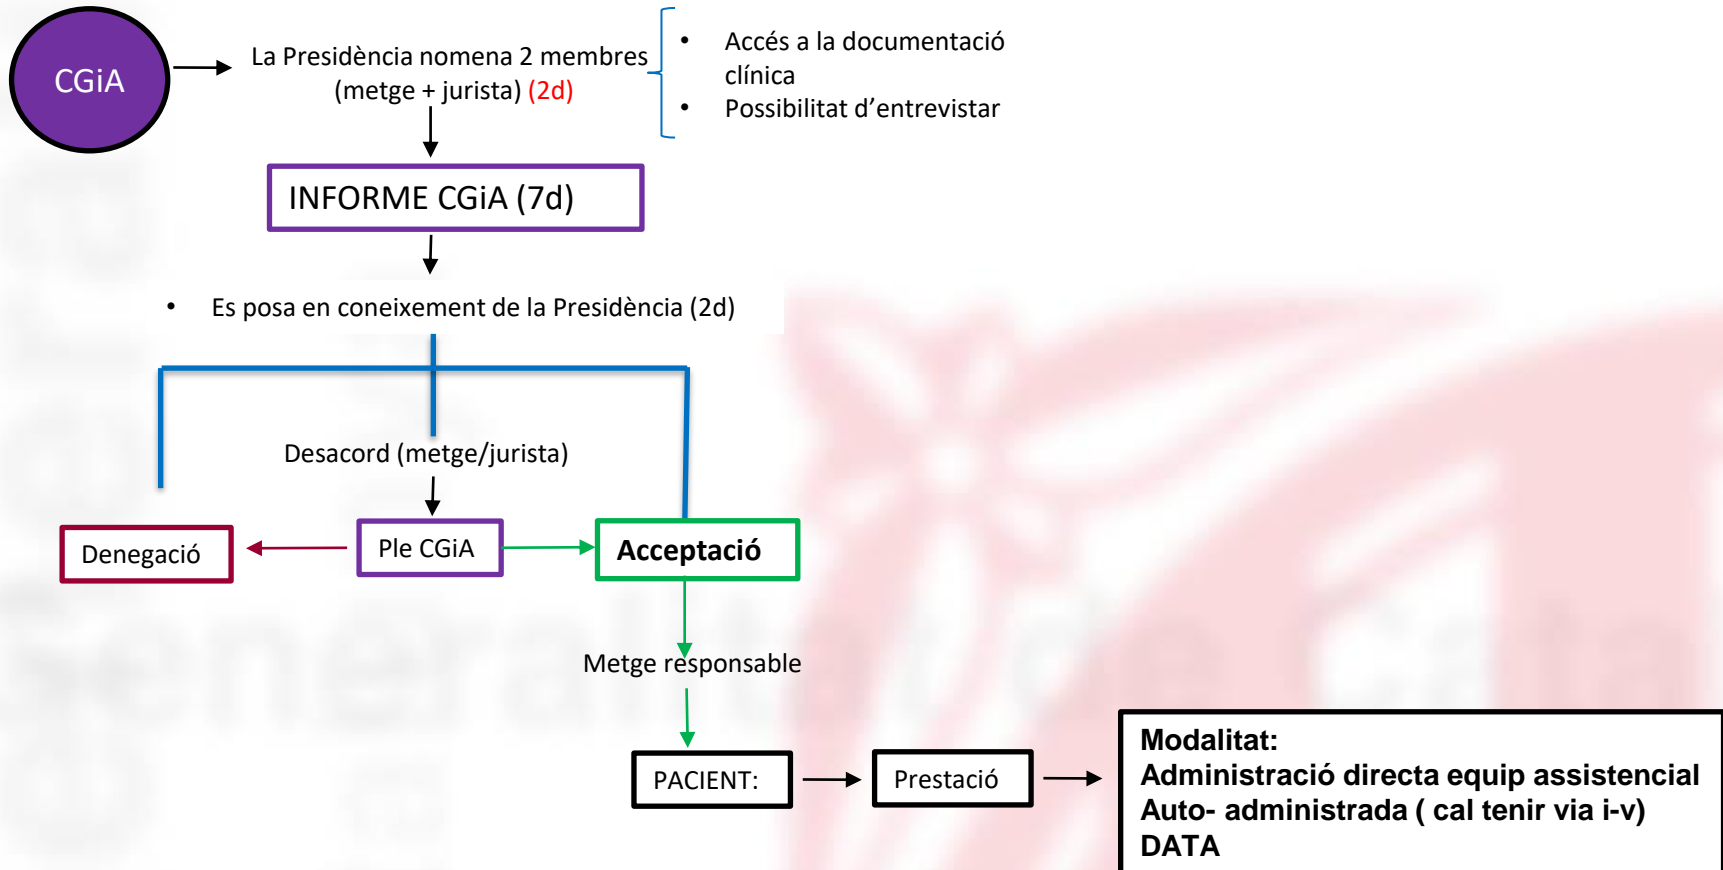 CGiA
La Presidència nomena 2 membres
(metge + jurista) (2d)
• Accés a la documentació
clínica
• Possibilitat d’entrevistar
INFORME CGiA (7d)
• Es posa en coneixement de la Presidència (2d)
Desacord (metge/jurista)
Denegació
Ple CGiA
Acceptació
Metge responsable
PACIENT:
Prestació
Modalitat:
Administració directa equip assistencial
Auto- administrada ( cal tenir via i-v)
DATA